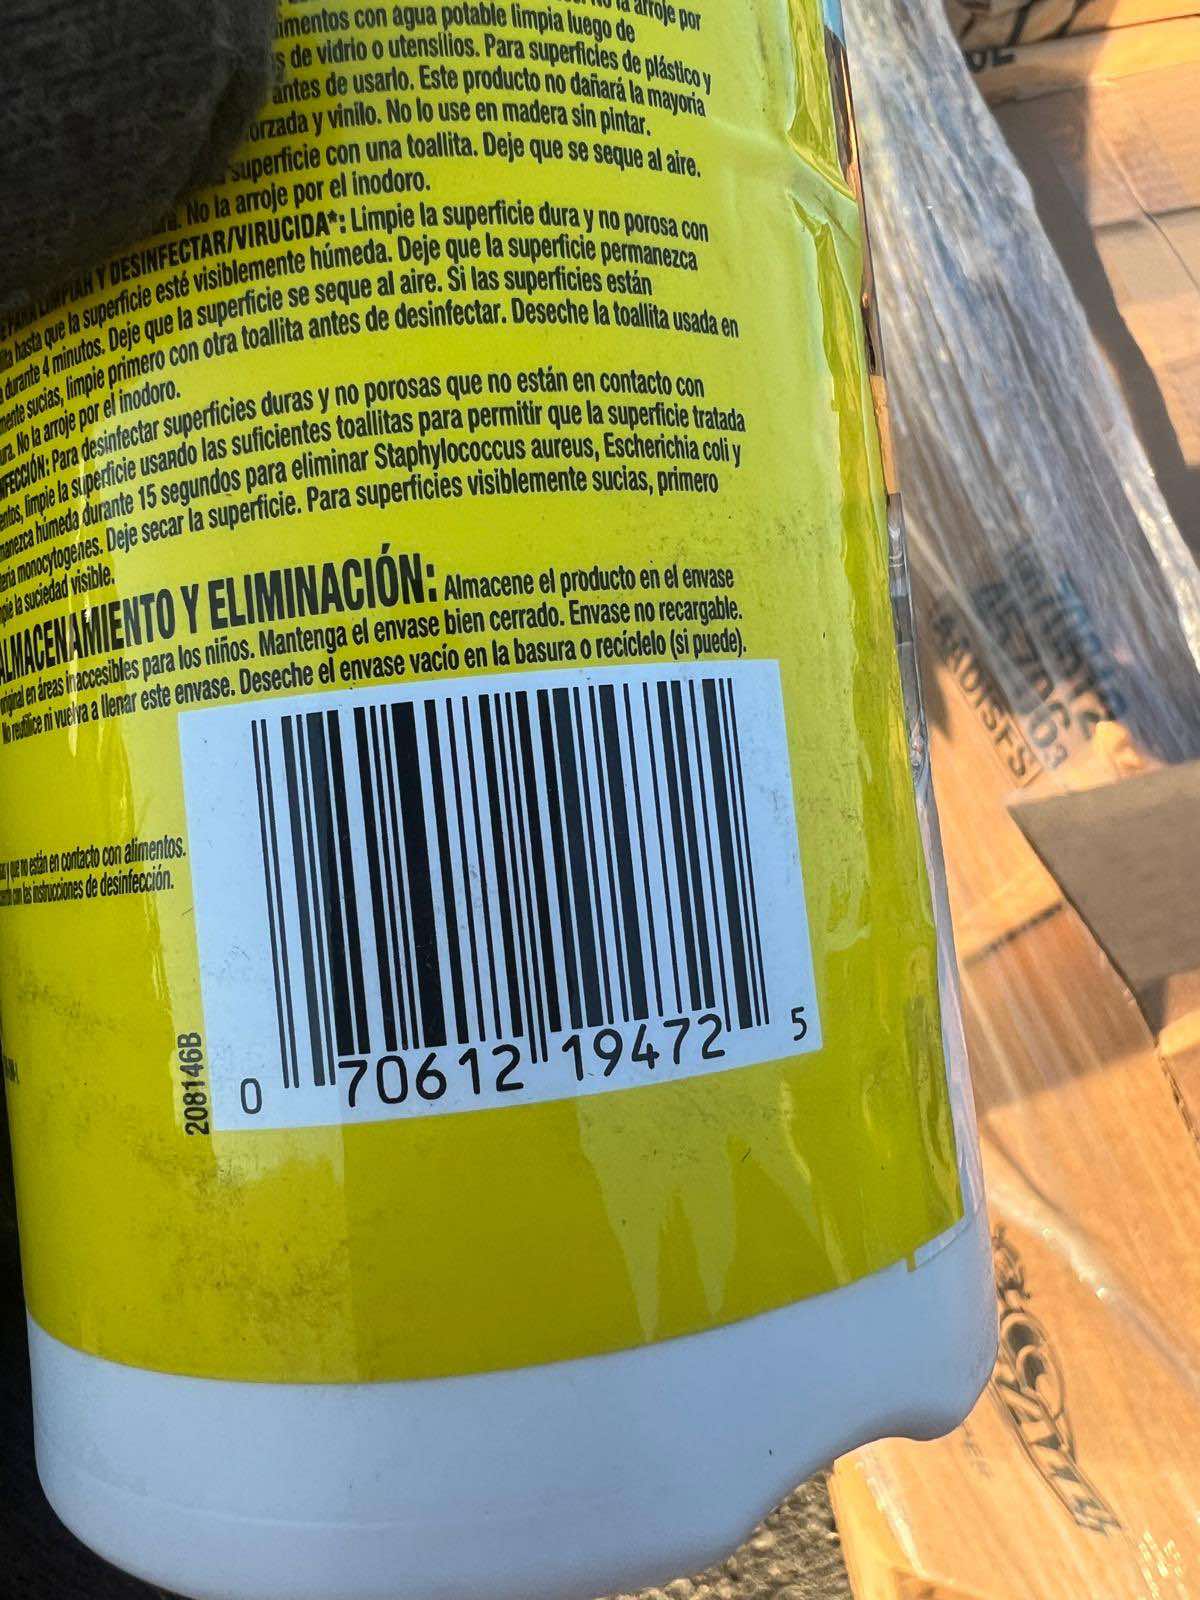 la arroje por
alimentos con agua potable limpia luego de
de vidrio o utensilios. Para superficies de plástico y
antes de usarlo. Este producto no dañará la mayoría
y vinilo. No lo use en madera sin pintar.
superficie con una toallita. Deje que se seque al aire.
No la arroje por el inodoro.
PARA LIMPIAR Y DESINFECTAR/VIRUCIDA*: Limpie la superficie dura y no porosa con
hasta que la superficie esté visiblemente húmeda. Deje que la superficie permanezca
durante 4 minutos. Deje que la superficie se seque al aire. Si las superficies están
sucias, limpie primero con otra toallita antes de desinfectar. Deseche la toallita usada en
No la arroje por el inodoro.
Para desinfectar superficies duras y no porosas que no están en contacto con
limpie la superficie usando las suficientes toallitas para permitir que la superficie tratada
húmeda durante 15 segundos para eliminar Staphylococcus aureus, Escherichia coli y
monocytogenes. Deje secar la superficie. Para superficies visiblemente sucias, primero
la suciedad visible.
ALMACENAMIENTO Y ELIMINACIÓN: Almacene el producto en el envase
original en áreas inaccesibles para los niños. Mantenga el envase bien cerrado. Envase no recargable.
No reutilice ni vuelva a llenar este envase. Deseche el envase vacío en la basura o recíclelo (si puede).
y que no están en contacto con alimentos.
con las instrucciones de desinfección.
208146B
0 70612 19472 5